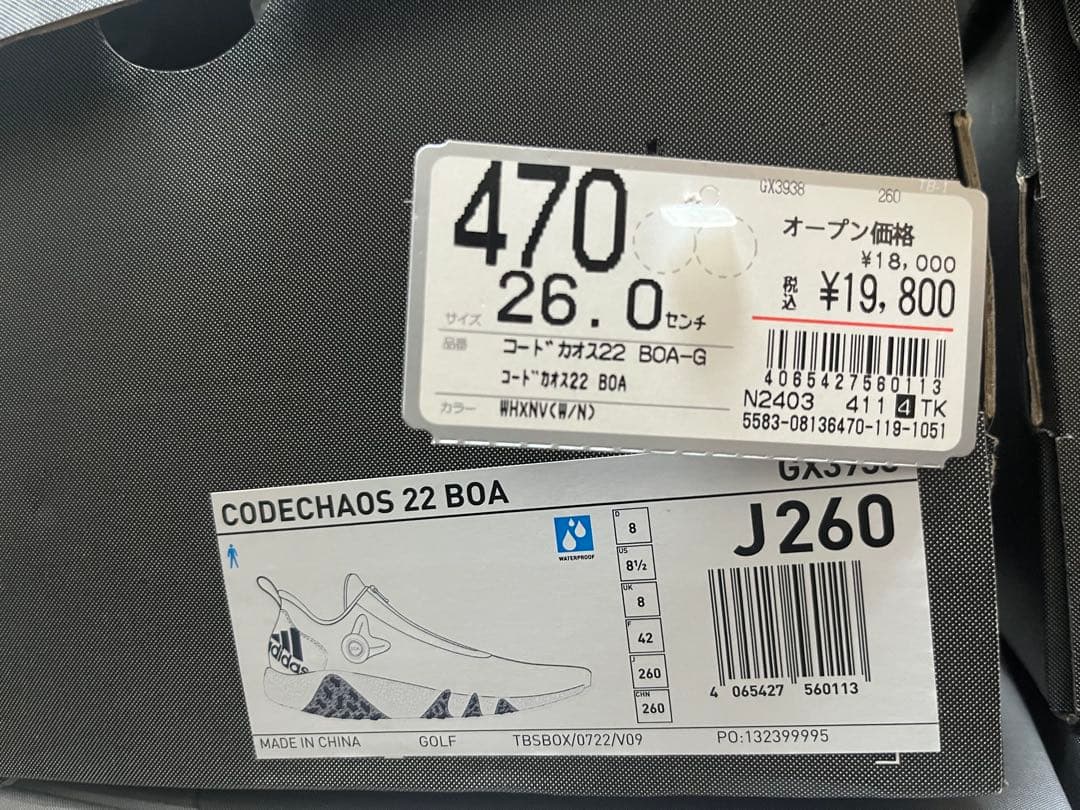 470
GX3938 260 TB-1
オープン価格
¥18,000
税込 ¥19,800
サイズ 26.0センチ
品番 コードカオス22 BOA-G
コードカオス22 BOA
カラー WHXNV(W/N)
4065427560113
N2403 411 4 TK
5583-08136470-119-1051
CODECHAOS 22 BOA
GX3938
J260
WATERPROOF
D 8
US 8½
UK 8
F 42
J 260
CHN 260
adidas
4 065427 560113
MADE IN CHINA GOLF TBSBOX/0722/V09 PO:132399995